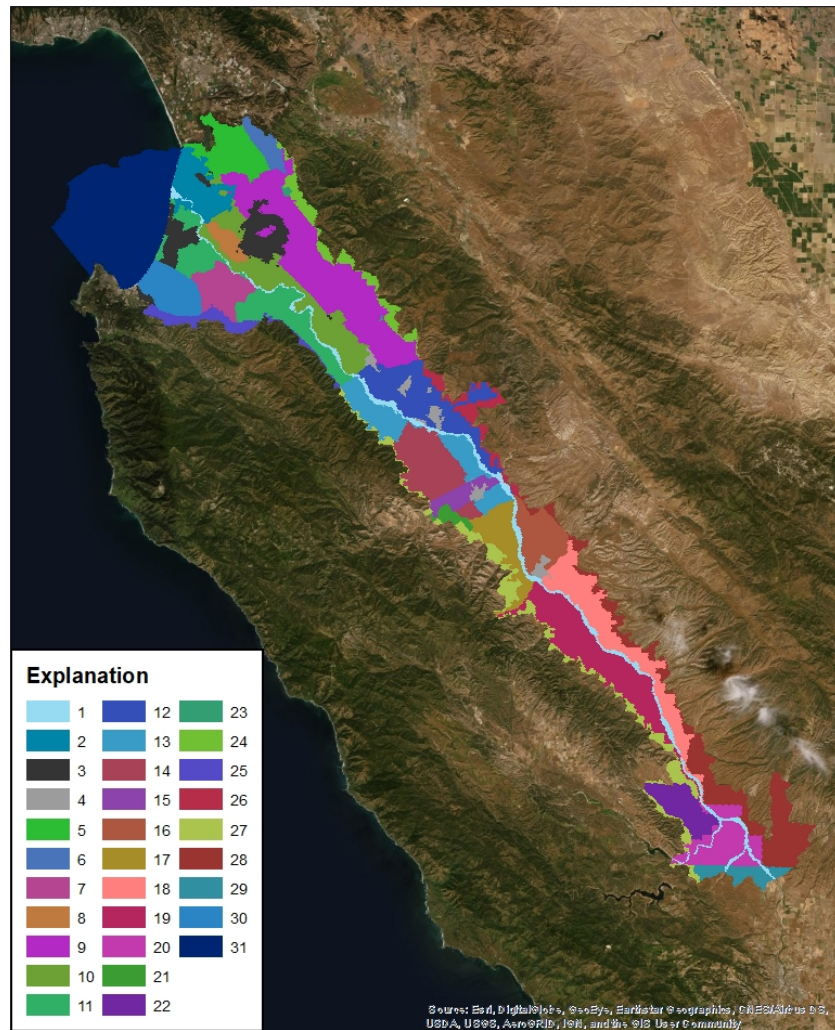 Explanation
1 12 23
2 13 24
3 14 25
4 15 26
5 16 27
6 17 28
7 18 29
8 19 30
9 20 31
10 21
11 22
Source: Esri, DigitalGlobe, GeoEye, Earthstar Geographics, CNES/Airbus DS,
USDA, USGS, AeroGRID, IGN, and the GIS User Community